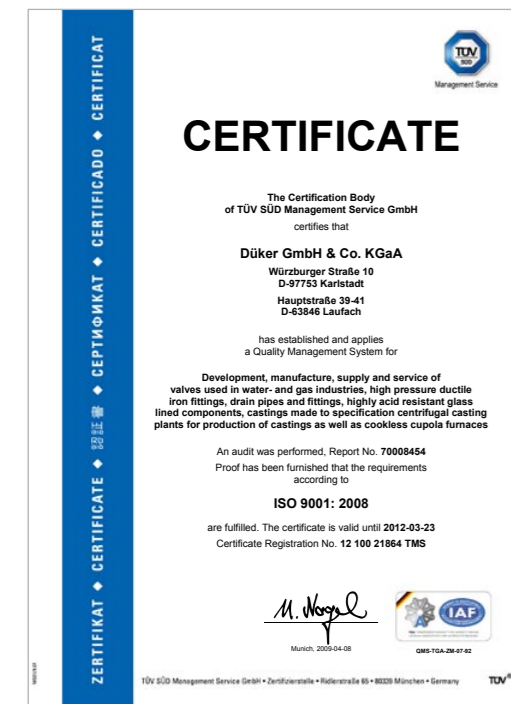 ZERTIFIKAT ◆ CERTIFICATE ◆ 認証書 ◆ СЕРТИФИКАТ ◆ CERTIFICADO ◆ CERTIFICAT
TÜV
SÜD
Management Service
CERTIFICATE
The Certification Body
of TÜV SÜD Management Service GmbH
certifies that
Düker GmbH & Co. KGaA
Würzburger Straße 10
D-97753 Karlstadt
Hauptstraße 39-41
D-63846 Laufach
has established and applies
a Quality Management System for
Development, manufacture, supply and service of
valves used in water- and gas industries, high pressure ductile
iron fittings, drain pipes and fittings, highly acid resistant glass
lined components, castings made to specification centrifugal casting
plants for production of castings as well as cookless cupola furnaces
An audit was performed, Report No. 70008454
Proof has been furnished that the requirements
according to
ISO 9001: 2008
are fulfilled. The certificate is valid until 2012-03-23
Certificate Registration No. 12 100 21864 TMS
M. Nagel
Munich, 2009-04-08
IAF
QMS-TGA-ZM-07-92
TÜV SÜD Management Service GmbH • Zertifizierstelle • Ridlerstraße 65 • 80339 München • Germany
TÜV®